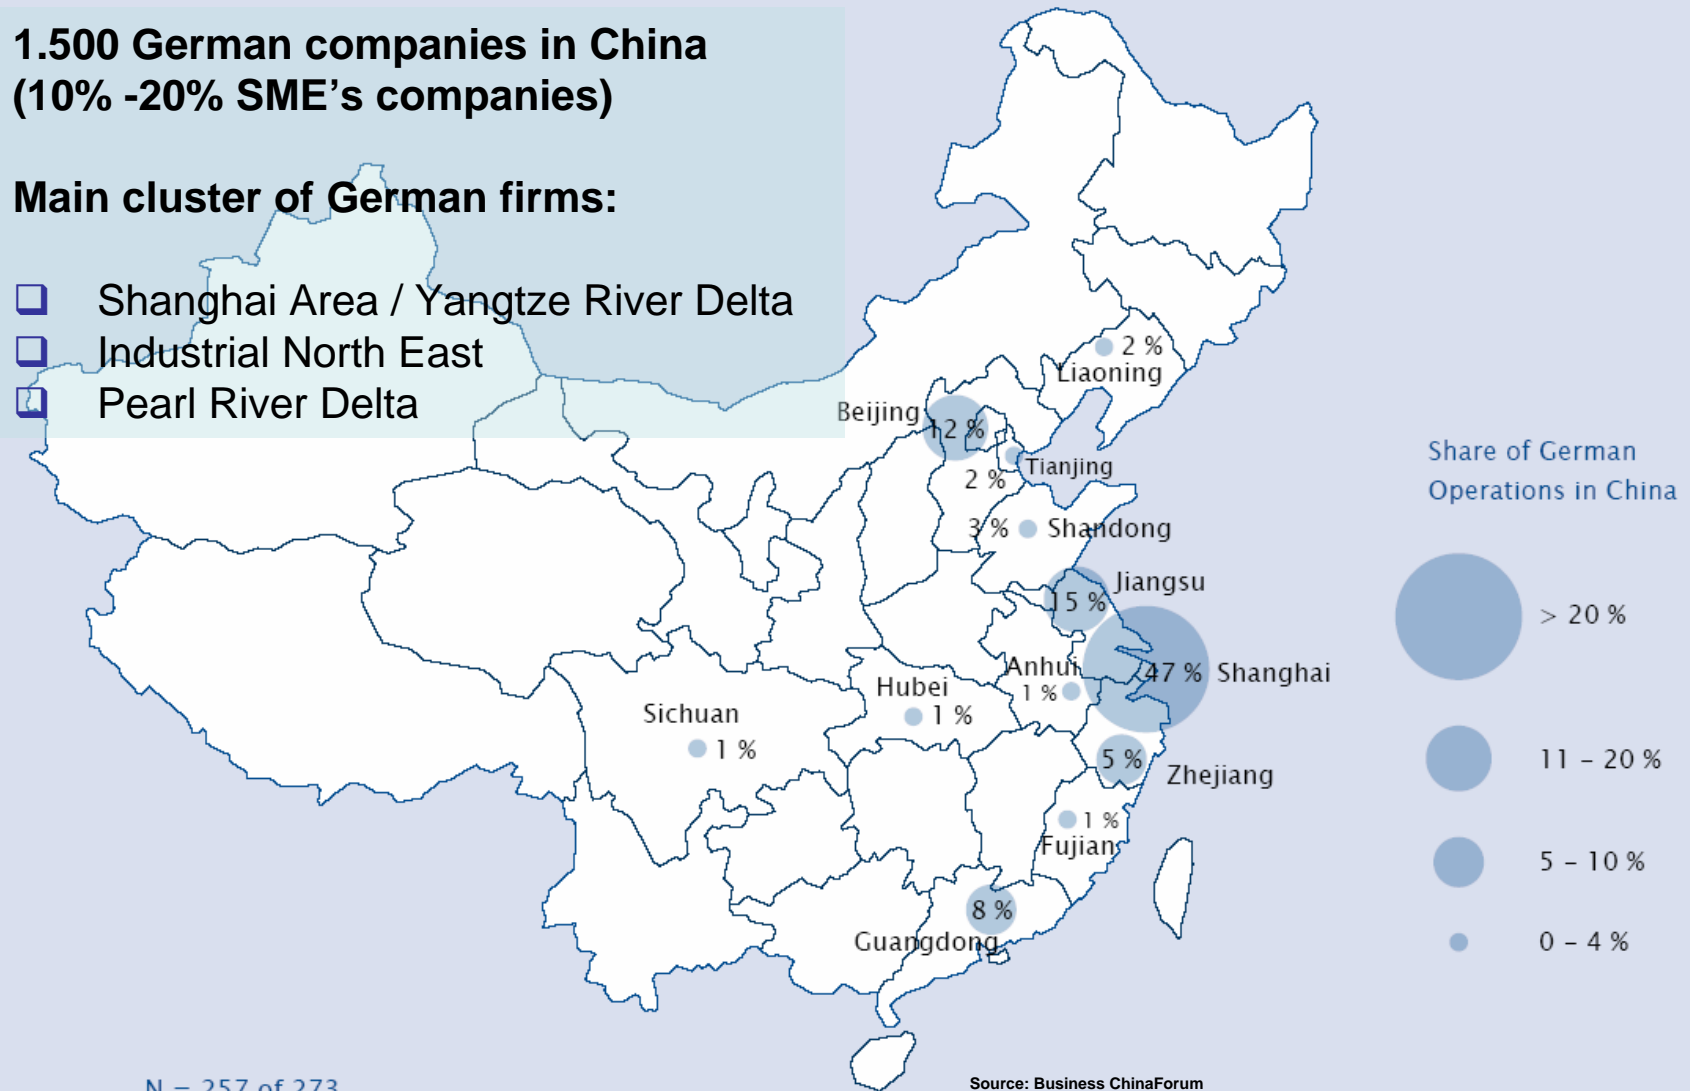 1.500 German companies in China
(10% -20% SME’s companies)
Main cluster of German firms:
Shanghai Area / Yangtze River Delta
Industrial North East
Pearl River Delta
2 %
Liaoning
Beijing
12 %
Tianjing
2 %
3 % Shandong
Jiangsu
15 %
47 % Shanghai
Anhui
1 %
Hubei
1 %
Sichuan
1 %
5 %
Zhejiang
1 %
Fujian
8 %
Guangdong
Share of German
Operations in China
> 20 %
11 – 20 %
5 – 10 %
0 – 4 %
N = 257 of 273
Source: Business ChinaForum